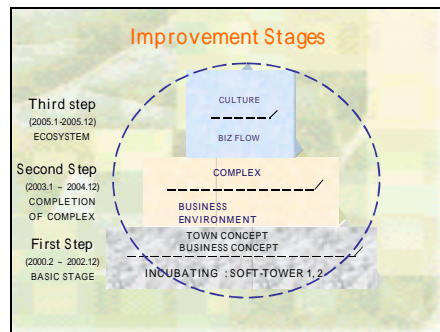 Improvement Stages
Third step
(2005.1-2005.12)
ECOSYSTEM
CULTURE
BIZ FLOW
Second Step
(2003.1 - 2004.12)
COMPLETION
OF COMPLEX
COMPLEX
BUSINESS
ENVIRONMENT
First Step
(2000.2 - 2002.12)
BASIC STAGE
TOWN CONCEPT
BUSINESS CONCEPT
INCUBATING : SOFT-TOWER 1, 2